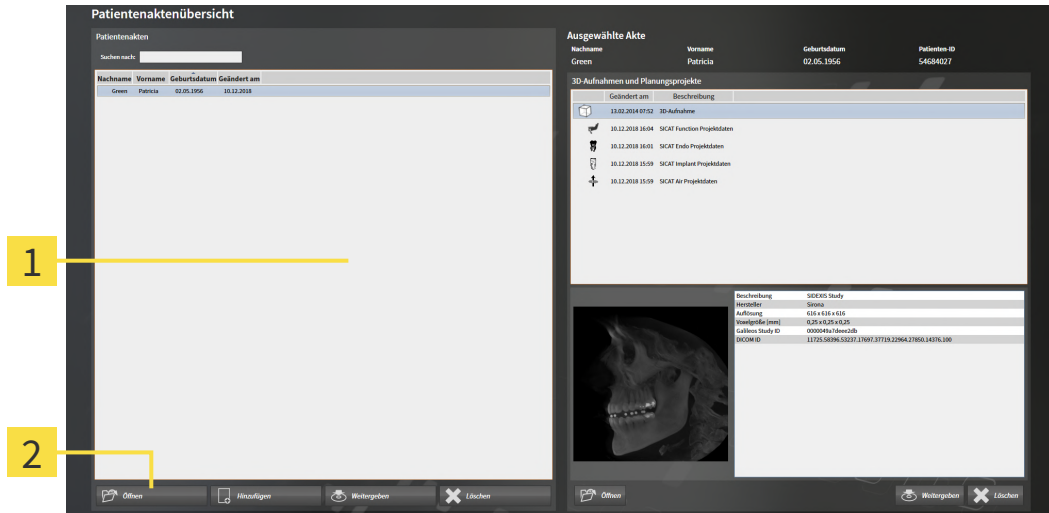 Patientenaktenübersicht
Patientenakten
Suchen nach:
Nachname Vorname Geburtsdatum Geändert am
Green Patricia 02.05.1956 10.12.2018
1
2
Öffnen Hinzufügen Weitergeben Löschen
Ausgewählte Akte
Nachname Vorname Geburtsdatum Patienten-ID
Green Patricia 02.05.1956 54684027
3D-Aufnahmen und Planungsprojekte
Geändert am Beschreibung
13.02.2014 07:52 3D-Aufnahme
10.12.2018 16:04 SICAT Function Projektdaten
10.12.2018 16:01 SICAT Endo Projektdaten
10.12.2018 15:59 SICAT Implant Projektdaten
10.12.2018 15:59 SICAT Air Projektdaten
Beschreibung SIDEXIS Study
Hersteller Sirona
Auflösung 616 x 616 x 616
Voxelgröße [mm] 0,25 x 0,25 x 0,25
Galileos Study ID 0000049a7deee2db
DICOM ID 11725.58396.53237.17697.37719.22964.27850.14376.100
Öffnen Weitergeben Löschen